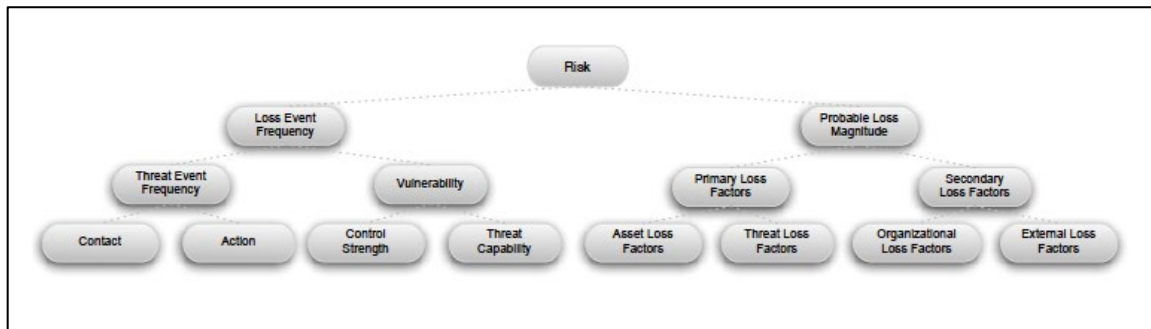 Risk
Loss Event
Frequency
Probable Loss
Magnitude
Threat Event
Frequency
Vulnerability
Primary Loss
Factors
Secondary
Loss Factors
Contact
Action
Control
Strength
Threat
Capability
Asset Loss
Factors
Threat Loss
Factors
Organizational
Loss Factors
External Loss
Factors